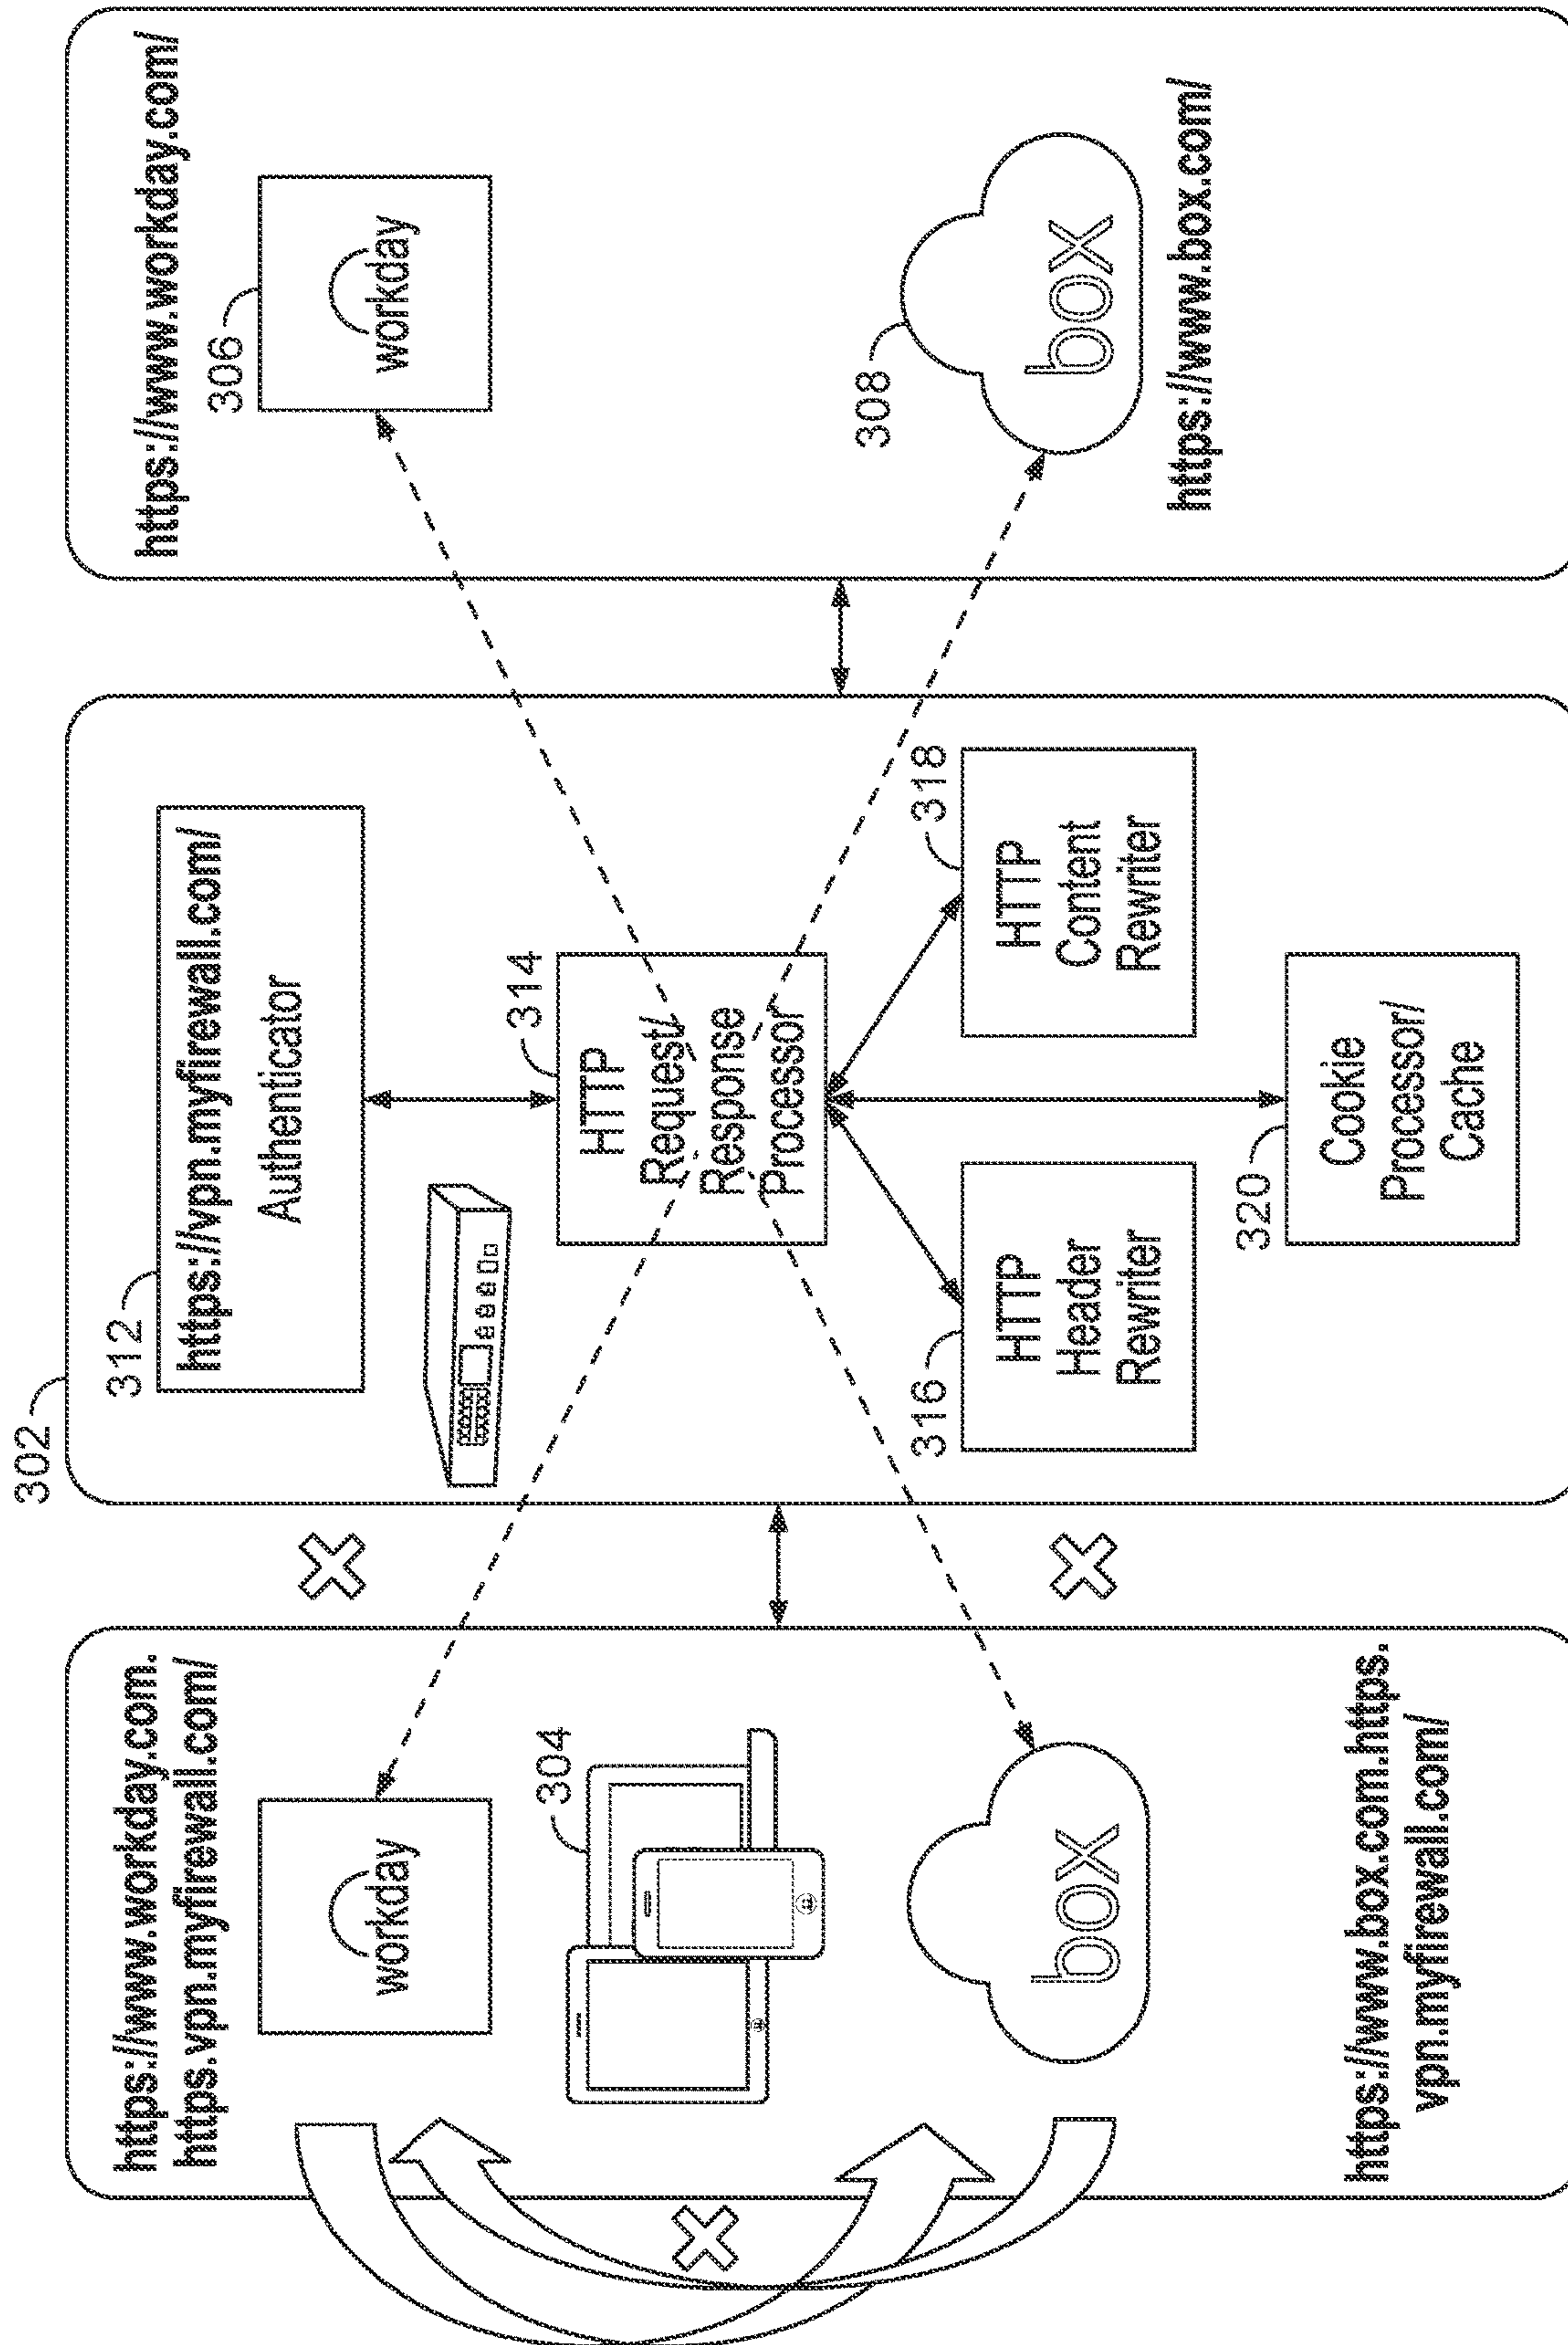 302
https://www.workday.com.
https.vpn.myfirewall.com/
workday
304
box
https://www.box.com.https.
vpn.myfirewall.com/
312
https://vpn.myfirewall.com/
Authenticator
314
HTTP
Request/
Response
Processor
316
HTTP
Header
Rewriter
318
HTTP
Content
Rewriter
320
Cookie
Processor/
Cache
https://www.workday.com/
306
workday
308
box
https://www.box.com/